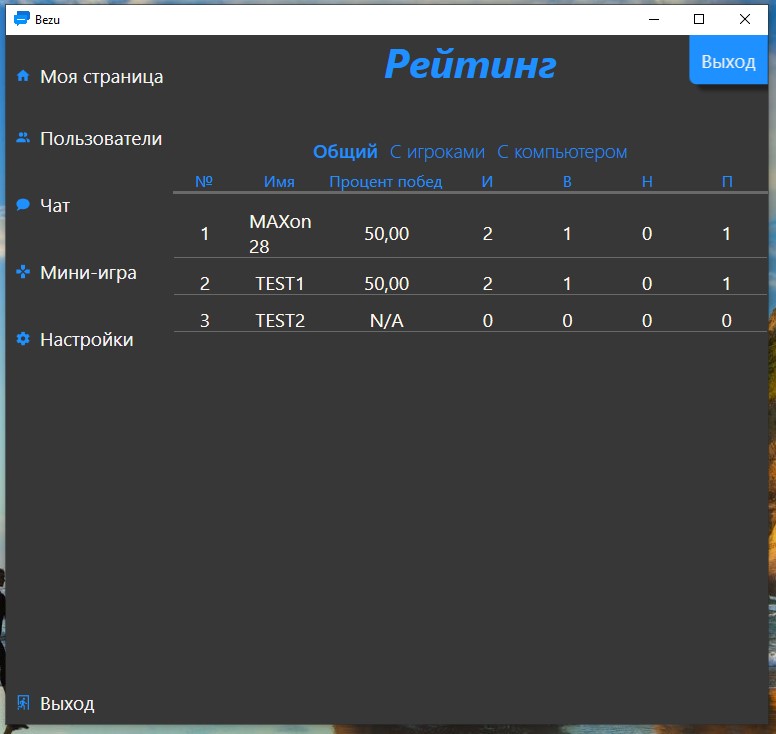 Bezu
Рейтинг
Выход
Моя страница
Пользователи
Чат
Мини-игра
Настройки
Выход
Общий С игроками С компьютером
№ Имя Процент побед И В Н П
1 MAXon 50,00 2 1 0 1
28
2 TEST1 50,00 2 1 0 1
3 TEST2 N/A 0 0 0 0